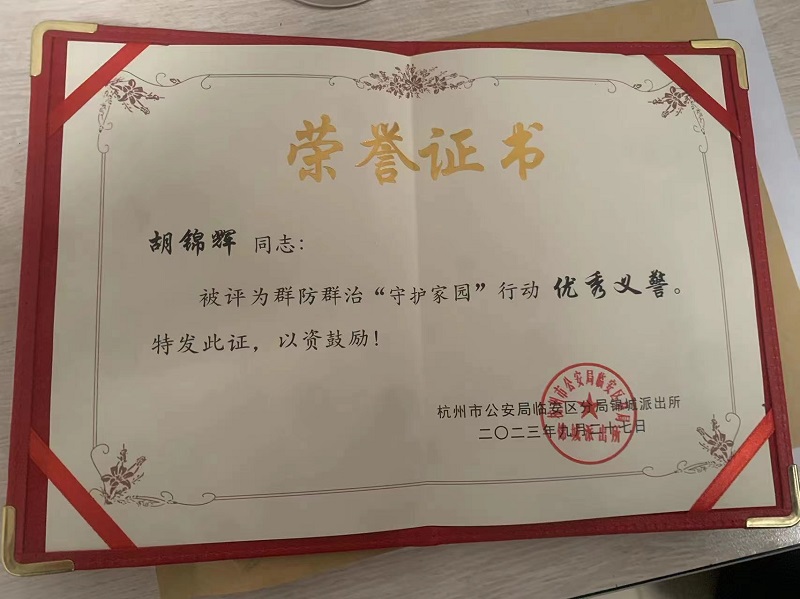 荣誉证书
胡锦辉 同志：
被评为群防群治“守护家园”行动 优秀义警。
特发此证，以资鼓励！
杭州市公安局临安区分局锦城派出所
二〇二三年九月二十七日